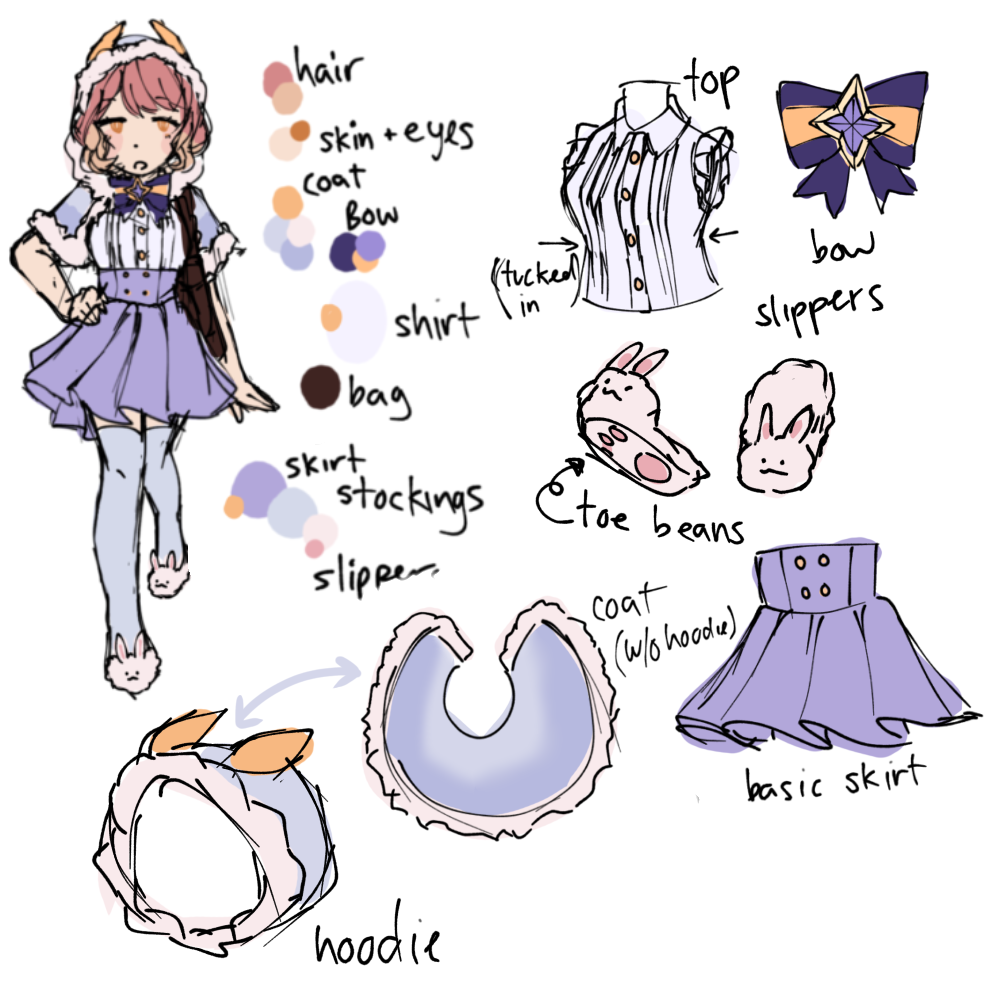 hair
skin + eyes
coat
Bow
shirt
bag
skirt
stockings
slipper
top
(tucked
in
bow
slippers
toe beans
coat
(w/o hoodie)
basic skirt
hoodie